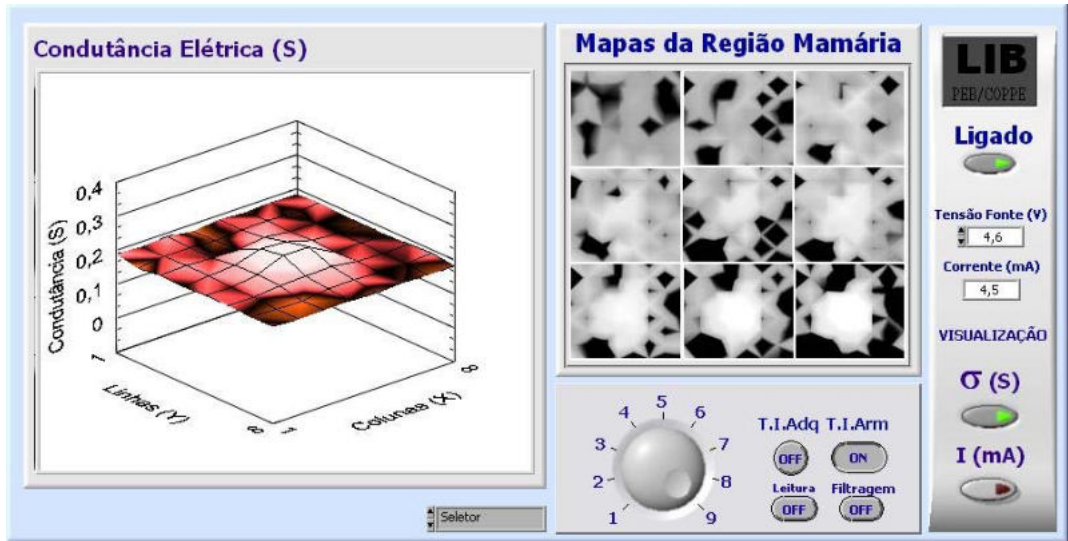 Condutância Elétrica (S)
0,4
0,3
0,2
0,1
0
Condutância (S)
1
Linhas (Y)
8
1
Colunas (X)
8
Seletor
Mapas da Região Mamária
1
2
3
4
5
6
7
8
9
T.I.Adq T.I.Arm
OFF ON
Leitura Filtragem
OFF OFF
LIB
PEB/COPPE
Ligado
Tensão Fonte (V)
4,6
Corrente (mA)
4,5
VISUALIZAÇÃO
σ (S)
I (mA)